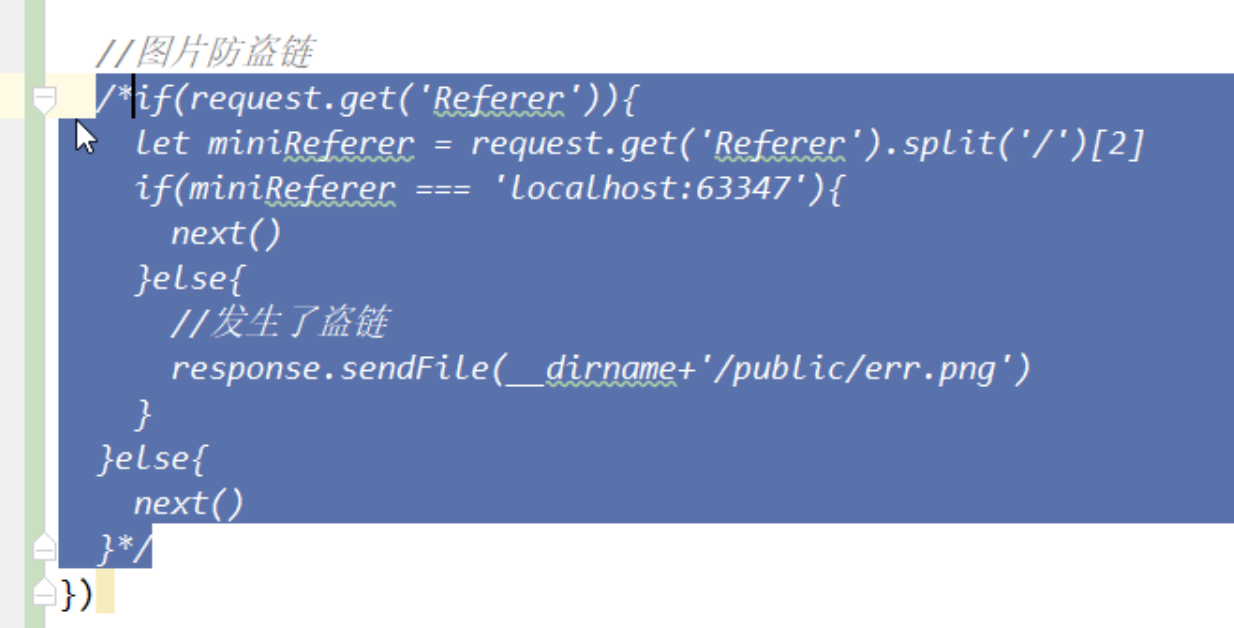 //图片防盗链
/*if(request.get('Referer')){
let miniReferer = request.get('Referer').split('/')[2]
if(miniReferer === 'localhost:63347'){
next()
}else{
//发生了盗链
response.sendFile(__dirname+'/public/err.png')
}
}else{
next()
}*/
})